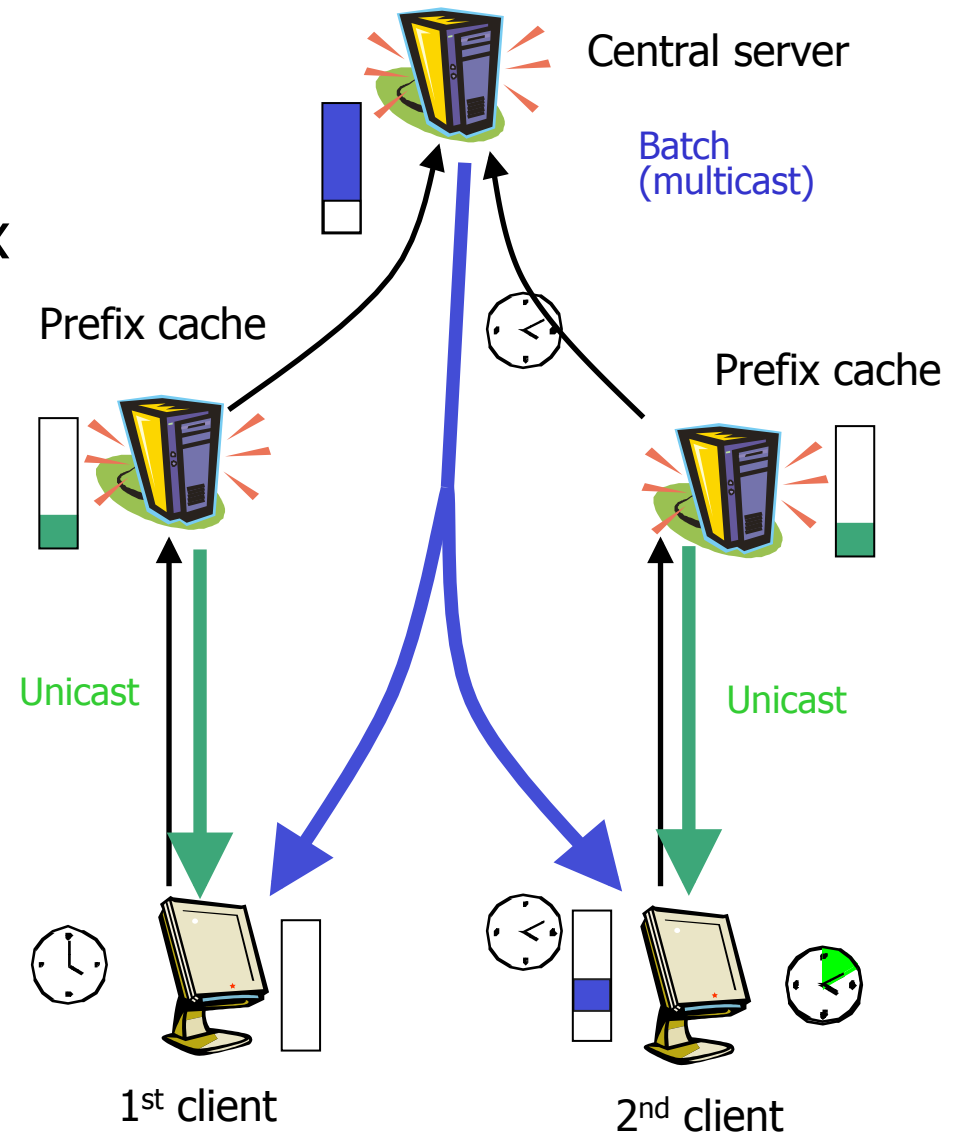 Central server
Batch
(multicast)
x
Prefix cache
Prefix cache
Unicast
Unicast
1st client
2nd client